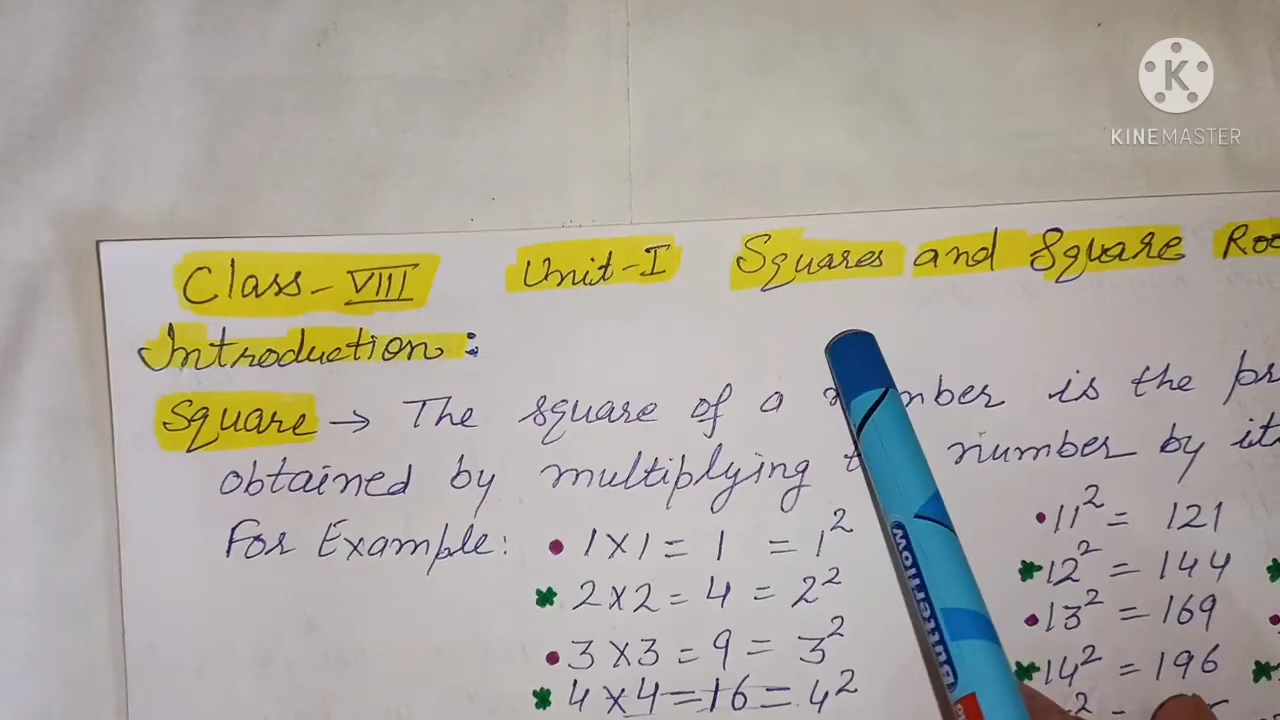 KINEMASTER
Class - VIII Unit-I Squares and Square
Introduction :
Square → The square of a number is the
obtained by multiplying number by
For Example : • 1×1 = 1 = 1² • 11² = 121
* 2×2 = 4 = 2² * 12² = 144
• 3×3 = 9 = 3² • 13² = 169
* 4×4 = 16 = 4² * 14² = 196
Butterflow